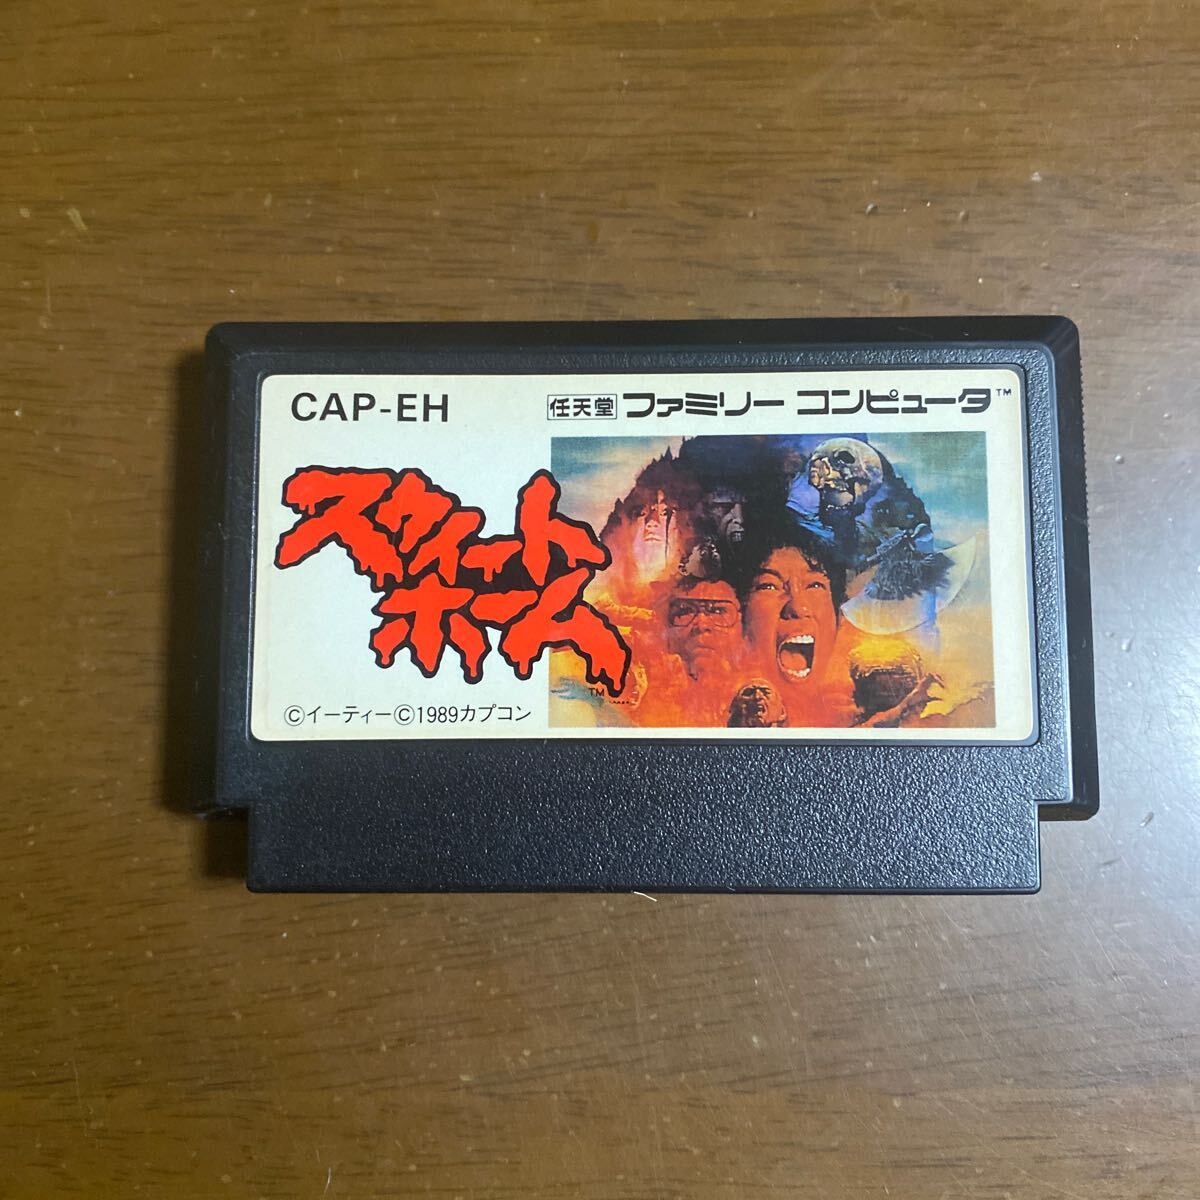 CAP-EH
任天堂 ファミリー コンピュータ™
スウィート
ホーム
™
©イーティー©1989カプコン